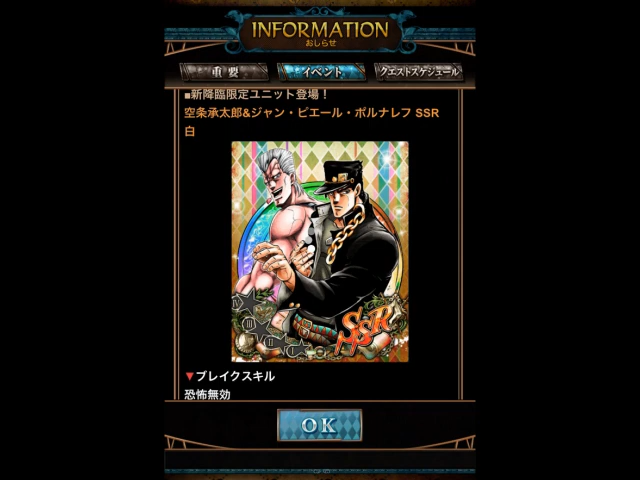 INFORMATION
おしらせ
重要 イベント クエストスケジュール
■新降臨限定ユニット登場！
空条承太郎&ジャン・ピエール・ポルナレフ SSR
白
IV
III
II
I
SSR
▼ブレイクスキル
恐怖無効
OK